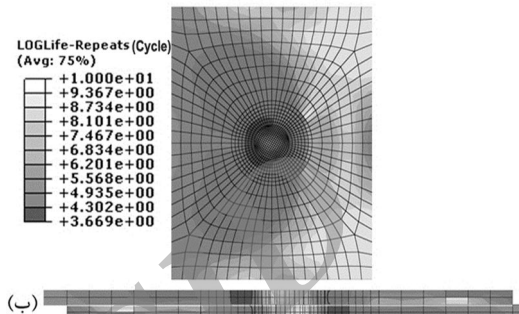 LOGLife-Repeats (Cycle)
(Avg: 75%)
+1.000e+01
+9.367e+00
+8.734e+00
+8.101e+00
+7.467e+00
+6.834e+00
+6.201e+00
+5.568e+00
+4.935e+00
+4.302e+00
+3.669e+00
(ب)